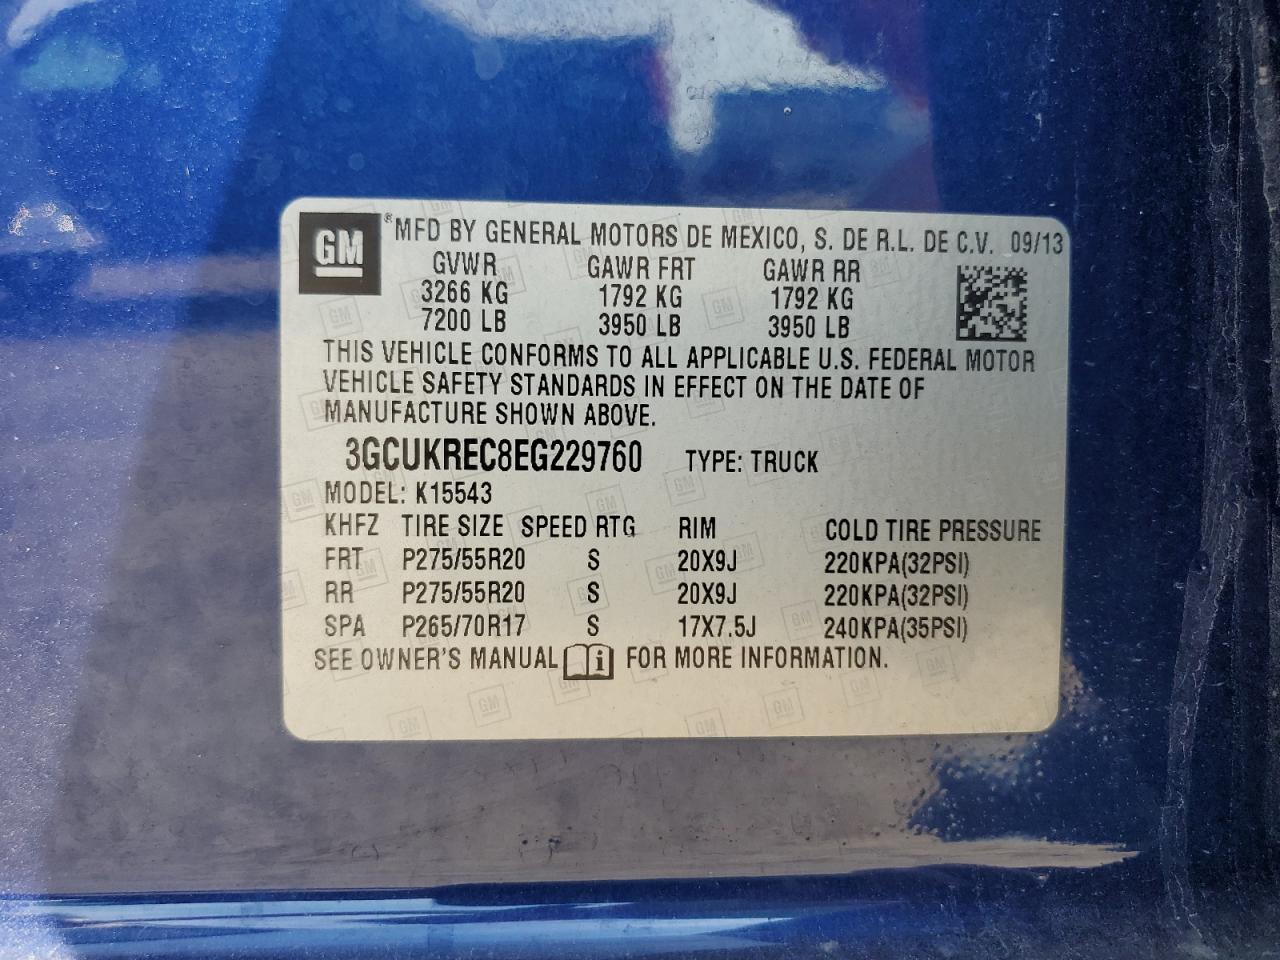 GM ® MFD BY GENERAL MOTORS DE MEXICO, S. DE R.L. DE C.V. 09/13
GVWR GAWR FRT GAWR RR
3266 KG 1792 KG 1792 KG
7200 LB 3950 LB 3950 LB
THIS VEHICLE CONFORMS TO ALL APPLICABLE U.S. FEDERAL MOTOR
VEHICLE SAFETY STANDARDS IN EFFECT ON THE DATE OF
MANUFACTURE SHOWN ABOVE.
3GCUKREC8EG229760 TYPE: TRUCK
MODEL: K15543
KHFZ TIRE SIZE SPEED RTG RIM COLD TIRE PRESSURE
FRT P275/55R20 S 20X9J 220KPA(32PSI)
RR P275/55R20 S 20X9J 220KPA(32PSI)
SPA P265/70R17 S 17X7.5J 240KPA(35PSI)
SEE OWNER'S MANUAL i FOR MORE INFORMATION.